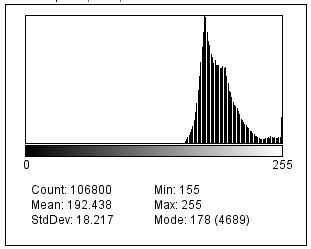 0 255
Count: 106800 Min: 155
Mean: 192.438 Max: 255
StdDev: 18.217 Mode: 178 (4689)